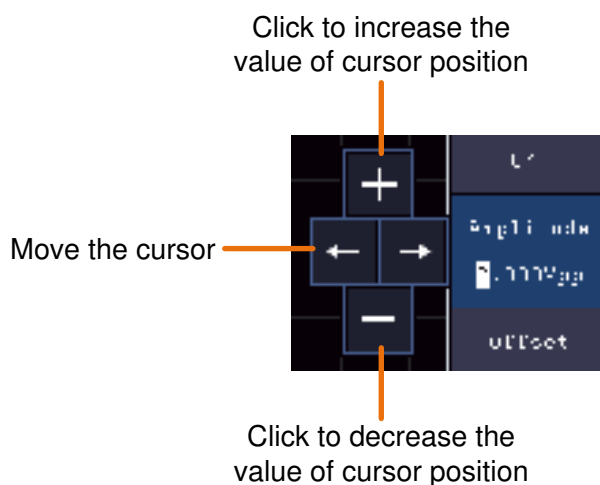 Click to increase the
value of cursor position
+
Move the cursor
← →
−
Offset
Click to decrease the
value of cursor position